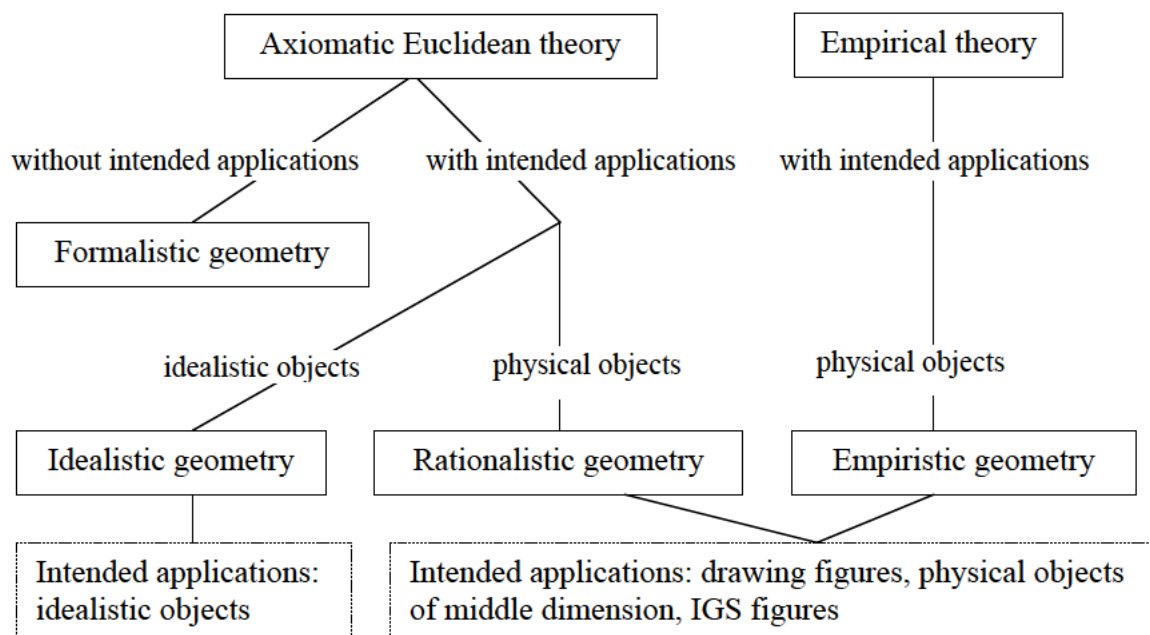 Axiomatic Euclidean theory
Empirical theory
without intended applications
with intended applications
with intended applications
Formalistic geometry
idealistic objects
physical objects
physical objects
Idealistic geometry
Rationalistic geometry
Empiristic geometry
Intended applications:
idealistic objects
Intended applications: drawing figures, physical objects
of middle dimension, IGS figures